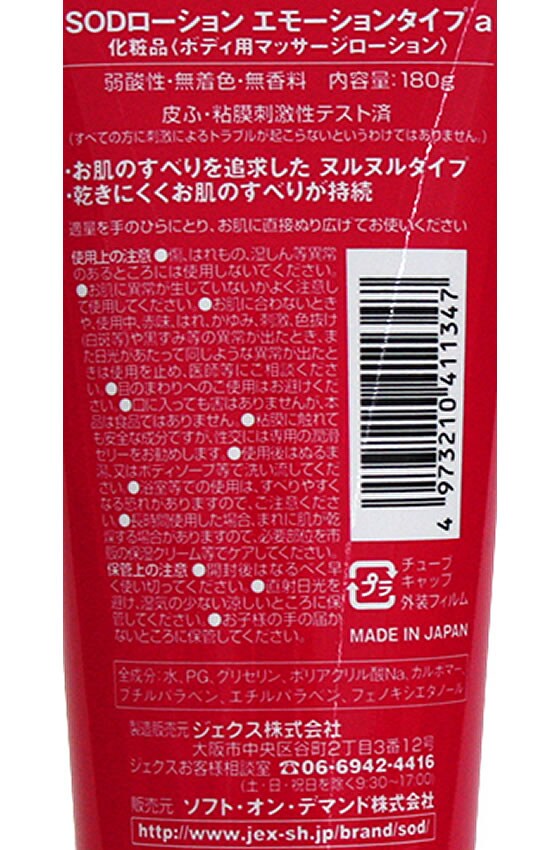 SODローション エモーションタイプa
化粧品〈ボディ用マッサージローション〉
弱酸性・無着色・無香料 内容量:180g
皮ふ・粘膜刺激性テスト済
(すべての方に刺激によるトラブルが起こらないというわけではありません。)
・お肌のすべりを追求した ヌルヌルタイプ
・乾きにくくお肌のすべりが持続
適量を手のひらにとり、お肌に直接ぬり広げてお使いください
使用上の注意●傷、はれもの、湿しん等異常
のあるところには使用しないでください。
●お肌に異常が生じていないかよく注意し
て使用してください。●お肌に合わないとき
や、使用中、赤味、はれ、かゆみ、刺激、色抜け
(白斑等)や黒ずみ等の異常が出たとき、ま
た日光があたって同じような異常が出たと
きは使用を止め、医師等にご相談くださ
い。●目のまわりへのご使用はお避けくだ
さい。●口に入っても害はありませんが、本
品は食品ではありません。●粘膜に触れて
も安全な成分ですが、性交には専用の潤滑
ゼリーをお勧めします。●使用後はぬるま
湯、又はボディソープ等で洗い流してくだ
さい。●浴室等での使用は、すべりやすく
なる恐れがありますので、ご注意くださ
い。●長時間使用した場合、まれに肌が乾
燥する場合がありますので、必要部位を市
販の保湿クリーム等でケアしてください。
保管上の注意●開封後はなるべく早
く使い切ってください。●直射日光を
避け、湿気の少ない涼しいところに保
管してください。●お子様の手の届か
ないところに保管してください。
4 973210 411347
プラ
チューブ
キャップ
外装フィルム
MADE IN JAPAN
全成分:水、PG、グリセリン、ポリアクリル酸Na、カルボマー、
ブチルパラベン、エチルパラベン、フェノキシエタノール
製造販売元 ジェクス株式会社
大阪市中央区谷町2丁目3番12号
ジェクスお客様相談室 ☎06-6942-4416
(土・日・祝日を除く9:30~17:00)
販売元 ソフト・オン・デマンド株式会社
http://www.jex-sh.jp/brand/sod/